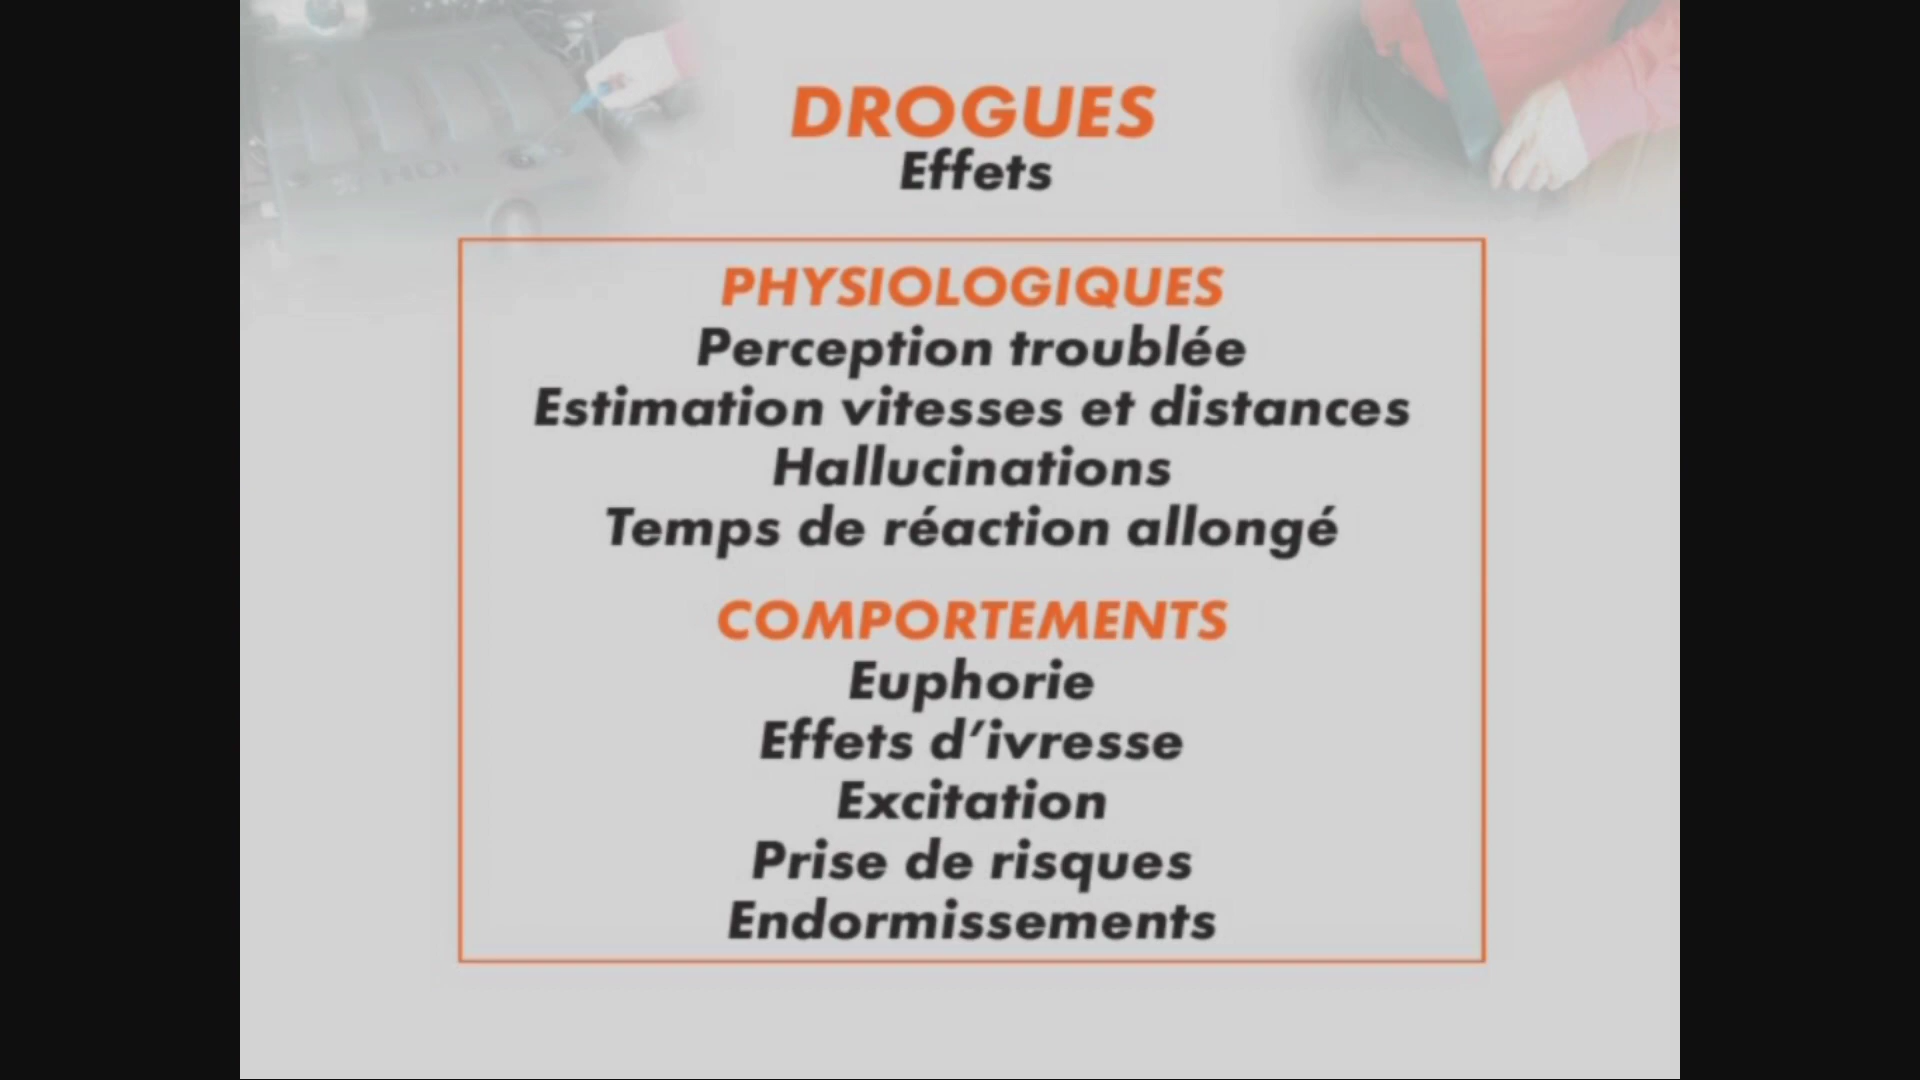 DROGUES
Effets
PHYSIOLOGIQUES
Perception troublée
Estimation vitesses et distances
Hallucinations
Temps de réaction allongé
COMPORTEMENTS
Euphorie
Effets d’ivresse
Excitation
Prise de risques
Endormissements